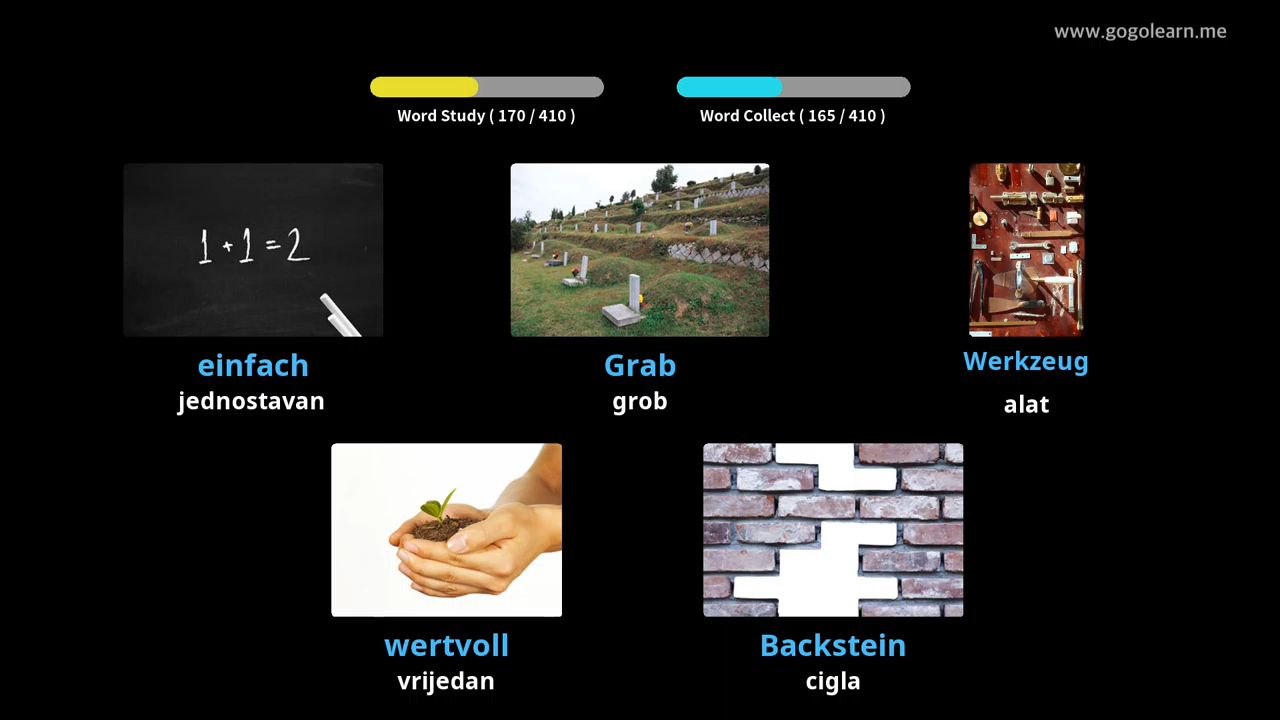 www.gogolearn.me
Word Study ( 170 / 410 )
Word Collect ( 165 / 410 )
1 + 1 = 2
einfach
jednostavan
Grab
grob
Werkzeug
alat
wertvoll
vrijedan
Backstein
cigla